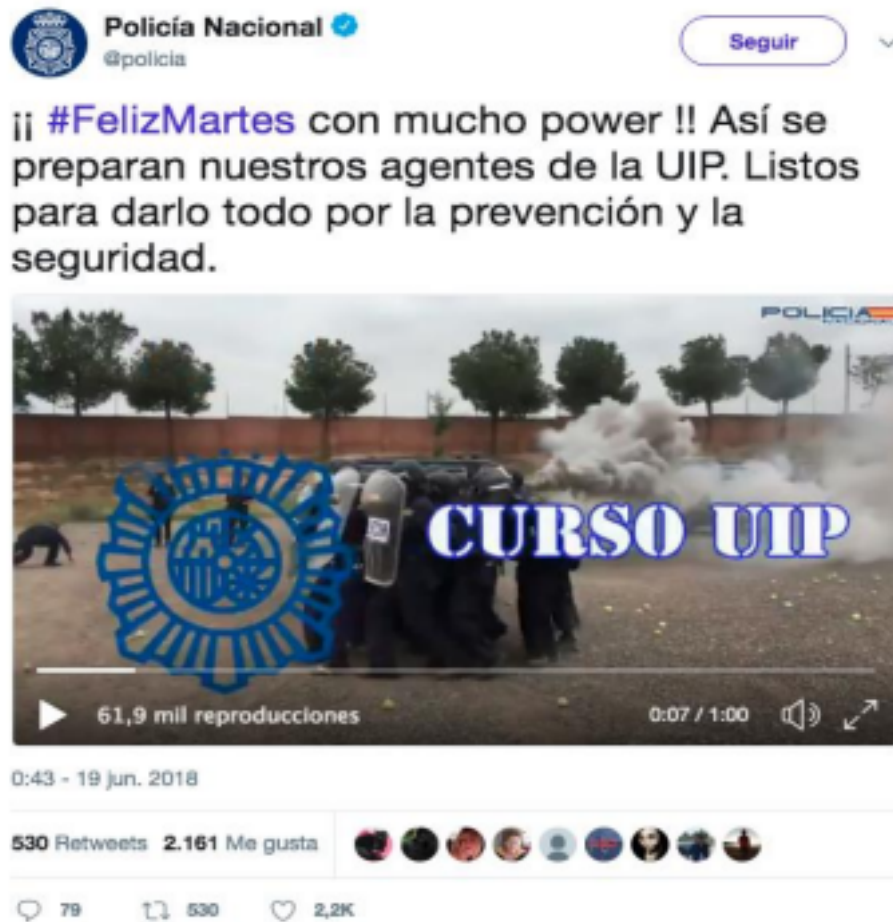 Policía Nacional
@policia
Seguir
¡¡ #FelizMartes con mucho power !! Así se
preparan nuestros agentes de la UIP. Listos
para darlo todo por la prevención y la
seguridad.
POLICIA
NACIONAL
CURSO UIP
61,9 mil reproducciones
0:07 / 1:00
0:43 - 19 jun. 2018
530 Retweets 2.161 Me gusta
79 530 2,2K